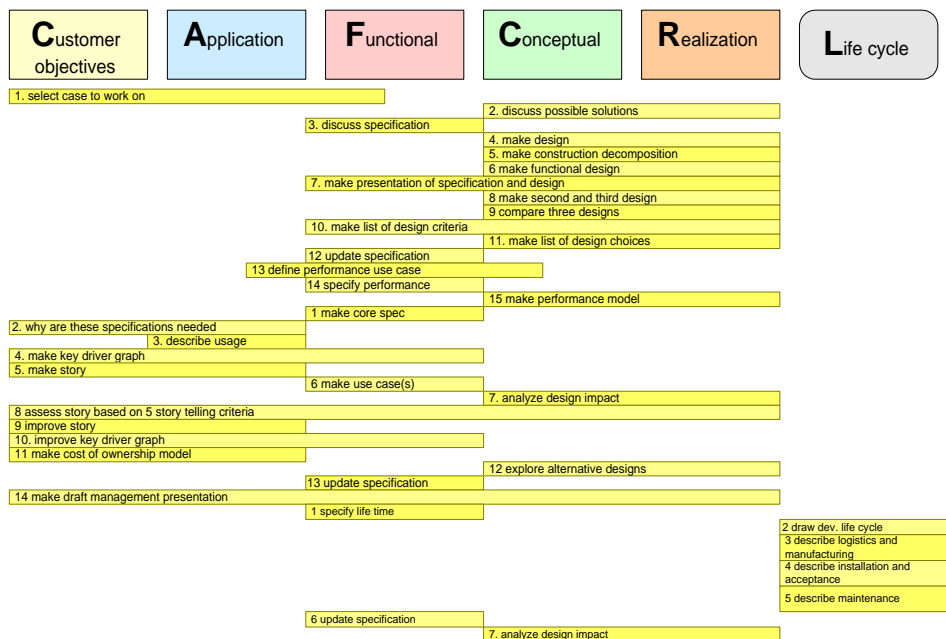 Customer objectives
Application
Functional
Conceptual
Realization
Life cycle
1. select case to work on
2. discuss possible solutions
3. discuss specification
4. make design
5. make construction decomposition
6 make functional design
7. make presentation of specification and design
8 make second and third design
9 compare three designs
10. make list of design criteria
11. make list of design choices
12 update specification
13 define performance use case
14 specify performance
15 make performance model
1 make core spec
2. why are these specifications needed
3. describe usage
4. make key driver graph
5. make story
6 make use case(s)
7. analyze design impact
8 assess story based on 5 story telling criteria
9 improve story
10. improve key driver graph
11 make cost of ownership model
12 explore alternative designs
13 update specification
14 make draft management presentation
1 specify life time
2 draw dev. life cycle
3 describe logistics and
manufacturing
4 describe installation and
acceptance
5 describe maintenance
6 update specification
7. analyze design impact